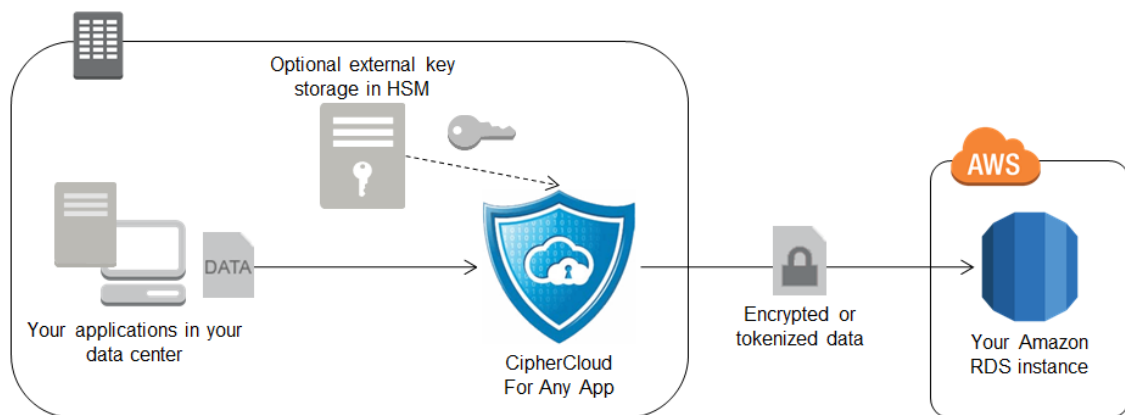 Optional external key
storage in HSM
AWS
DATA
Your applications in your
data center
CipherCloud
For Any App
Encrypted or
tokenized data
Your Amazon
RDS instance